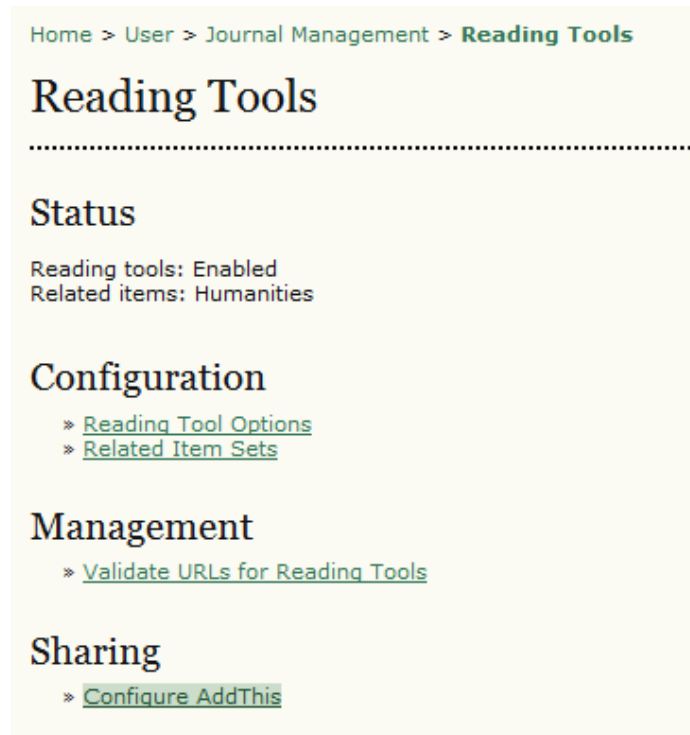 Home > User > Journal Management > Reading Tools
Reading Tools
Status
Reading tools: Enabled
Related items: Humanities
Configuration
» Reading Tool Options
» Related Item Sets
Management
» Validate URLs for Reading Tools
Sharing
» Configure AddThis